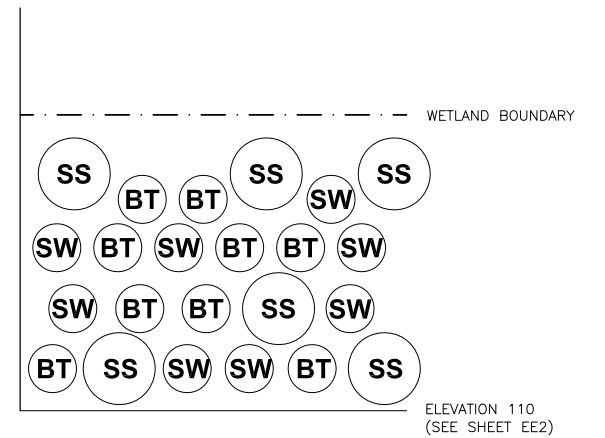 WETLAND BOUNDARY
SS SS SS
BT BT SW
SW BT SW BT BT SW
SW BT BT SS SW
BT SS SW SW BT SS
ELEVATION 110
(SEE SHEET EE2)